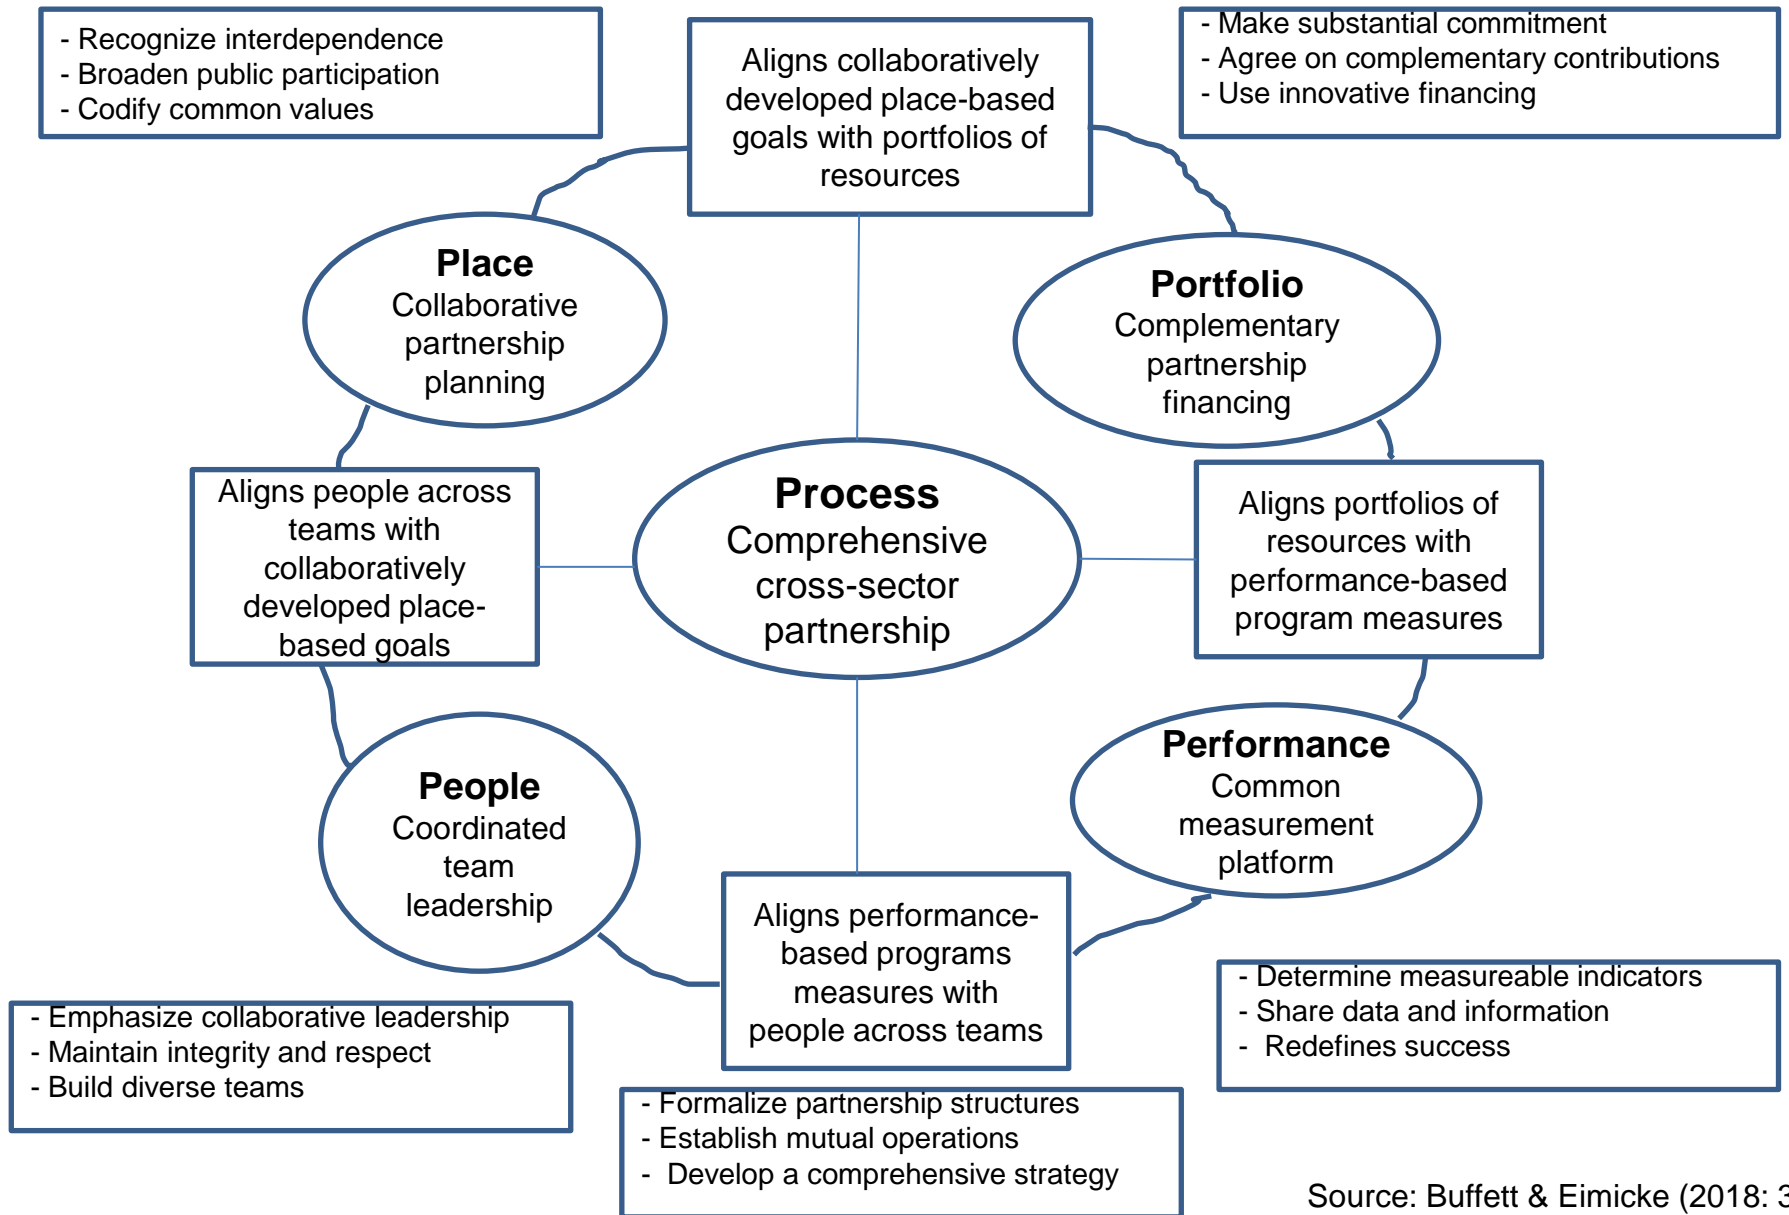 - Recognize interdependence
- Broaden public participation
- Codify common values
Aligns collaboratively
developed place-based
goals with portfolios of
resources
- Make substantial commitment
- Agree on complementary contributions
- Use innovative financing
Place
Collaborative
partnership
planning
Portfolio
Complementary
partnership
financing
Aligns people across
teams with
collaboratively
developed place-
based goals
Process
Comprehensive
cross-sector
partnership
Aligns portfolios of
resources with
performance-based
program measures
People
Coordinated
team
leadership
Performance
Common
measurement
platform
Aligns performance-
based programs
measures with
people across teams
- Emphasize collaborative leadership
- Maintain integrity and respect
- Build diverse teams
- Determine measureable indicators
- Share data and information
-  Redefines success
- Formalize partnership structures
- Establish mutual operations
-  Develop a comprehensive strategy
Source: Buffett & Eimicke (2018: 3